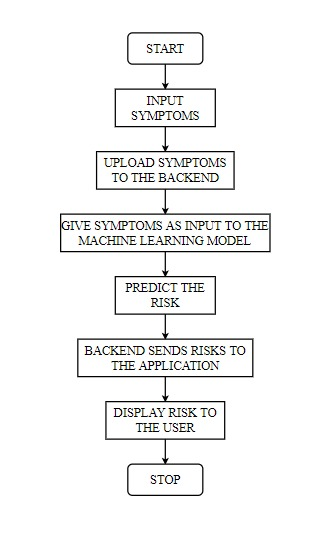 START
INPUT
SYMPTOMS
UPLOAD SYMPTOMS
TO THE BACKEND
GIVE SYMPTOMS AS INPUT TO THE
MACHINE LEARNING MODEL
PREDICT THE
RISK
BACKEND SENDS RISKS TO
THE APPLICATION
DISPLAY RISK TO
THE USER
STOP